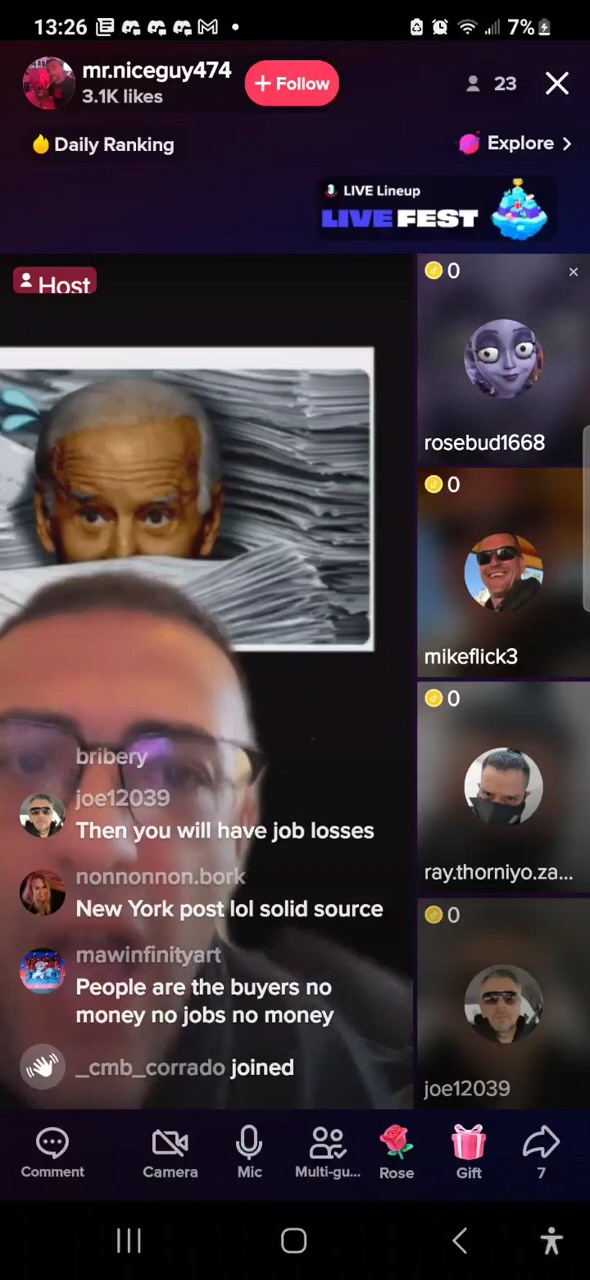 13:26
7%
mr.niceguy474
3.1K likes
+ Follow
23
Daily Ranking
Explore >
LIVE Lineup
LIVE FEST
Host
0
rosebud1668
0
mikeflick3
0
ray.thorniyo.za...
0
joe12039
bribery
joe12039
Then you will have job losses
nonnonnon.bork
New York post lol solid source
mawinfinityart
People are the buyers no
money no jobs no money
_cmb_corrado joined
Comment
Camera
Mic
Multi-gu...
Rose
Gift
7